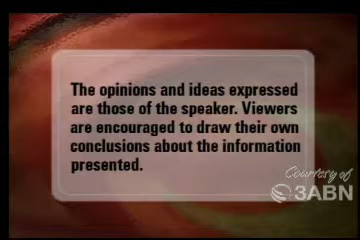 The opinions and ideas expressed
are those of the speaker. Viewers
are encouraged to draw their own
conclusions about the information
presented.
Courtesy of
3ABN